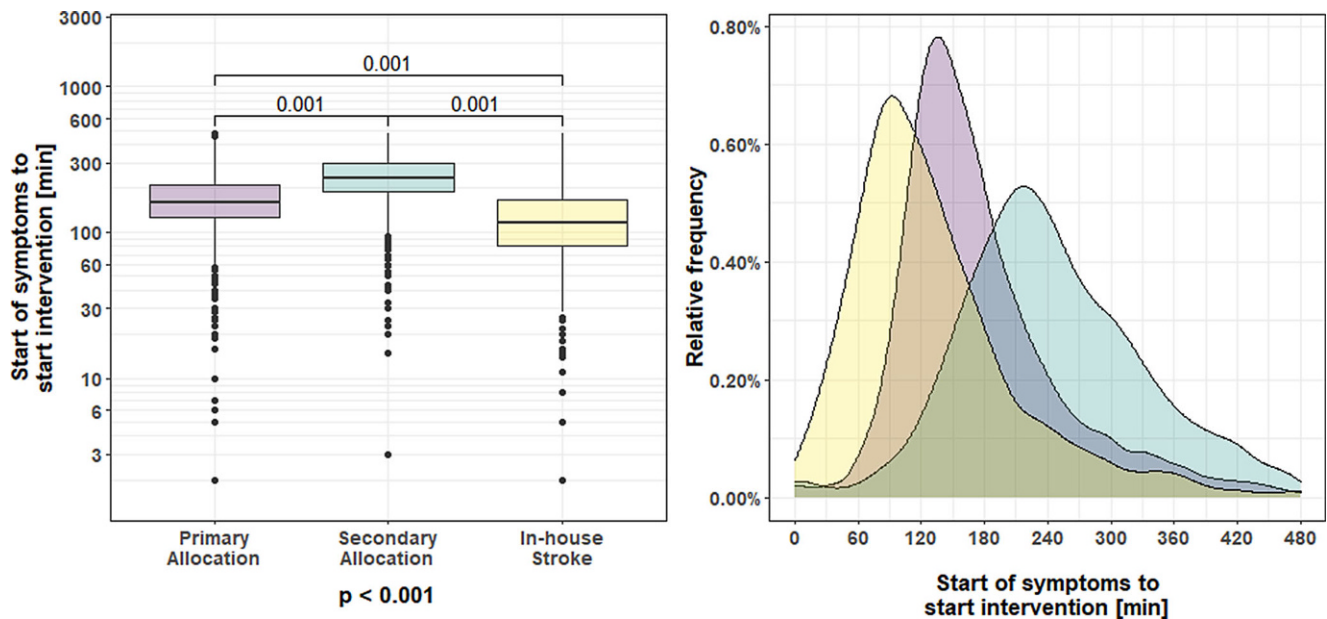 3000
1000
600
300
100
60
30
10
6
3
Start of symptoms to
start intervention [min]
0.001
0.001
0.001
Primary
Allocation
Secondary
Allocation
In-house
Stroke
p < 0.001
0.80%
0.60%
0.40%
0.20%
0.00%
Relative frequency
0
60
120
180
240
300
360
420
480
Start of symptoms to
start intervention [min]